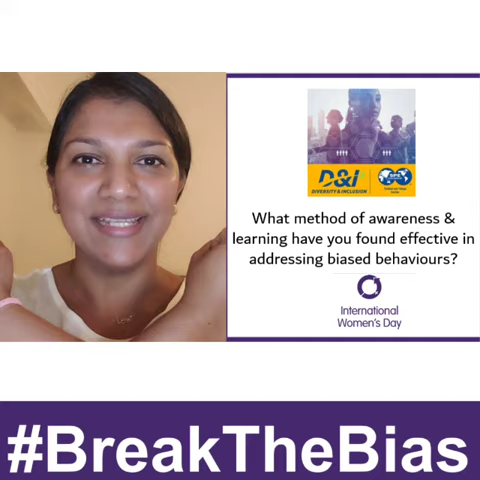 D&I
DIVERSITY & INCLUSION
SPE
What method of awareness &
learning have you found effective in
addressing biased behaviours?
International
Women's Day
#BreakTheBias